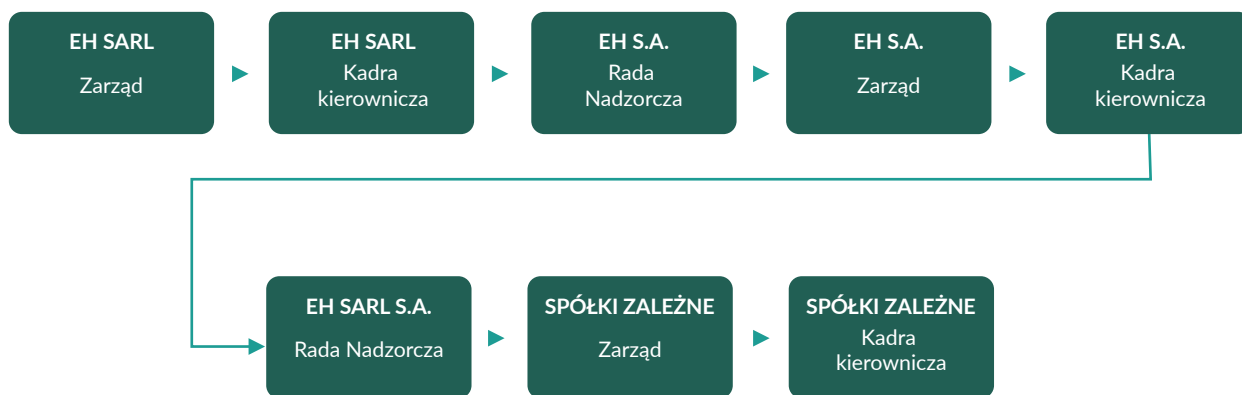 EH SARL
Zarząd
EH SARL
Kadra
kierownicza
EH S.A.
Rada
Nadzorcza
EH S.A.
Zarząd
EH S.A.
Kadra
kierownicza
EH SARL S.A.
Rada Nadzorcza
SPÓŁKI ZALEŻNE
Zarząd
SPÓŁKI ZALEŻNE
Kadra
kierownicza